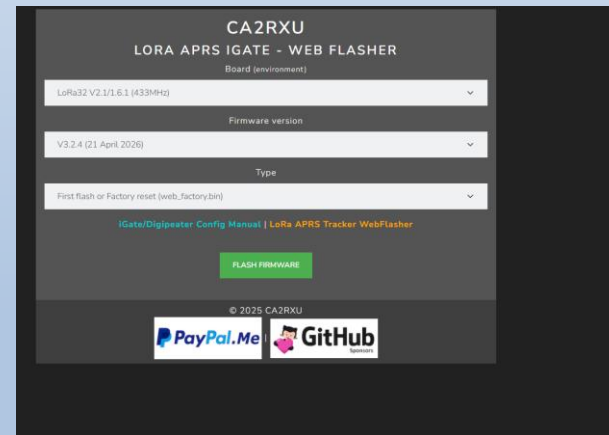 CA2RXU
LORA APRS IGATE - WEB FLASHER
Board (environment)
LoRa32 V2.1/1.6.1 (433MHz)
Firmware version
V3.2.4 (21 April 2026)
Type
First flash or Factory reset (web_factory.bin)
iGate/Digipeater Config Manual | LoRa APRS Tracker WebFlasher
FLASH FIRMWARE
© 2025 CA2RXU
PayPal.Me | GitHub
Sponsors